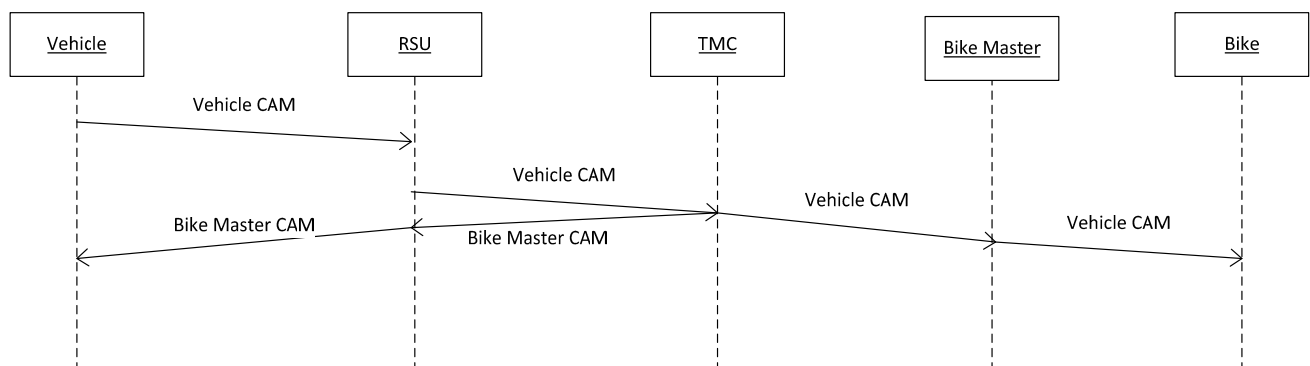 Vehicle
RSU
TMC
Bike Master
Bike
Vehicle CAM
Vehicle CAM
Vehicle CAM
Bike Master CAM
Vehicle CAM
Bike Master CAM